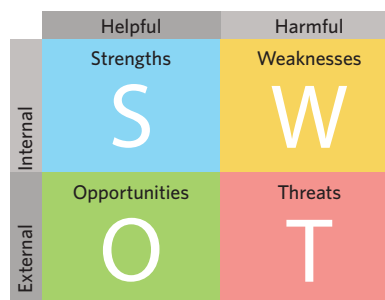 Helpful Harmful
Internal
Strengths Weaknesses
S W
External
Opportunities Threats
O T